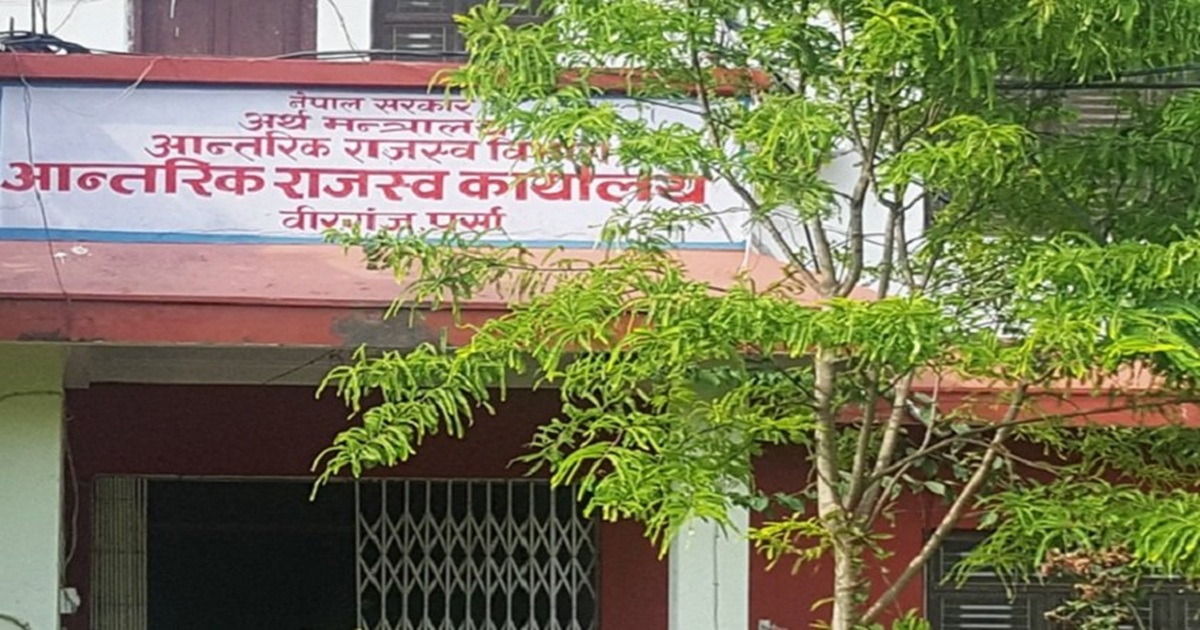 नेपाल सरकार
अर्थ मन्त्रालय
आन्तरिक राजस्व विभाग
आन्तरिक राजस्व कार्यालय
वीरगंज पर्सा